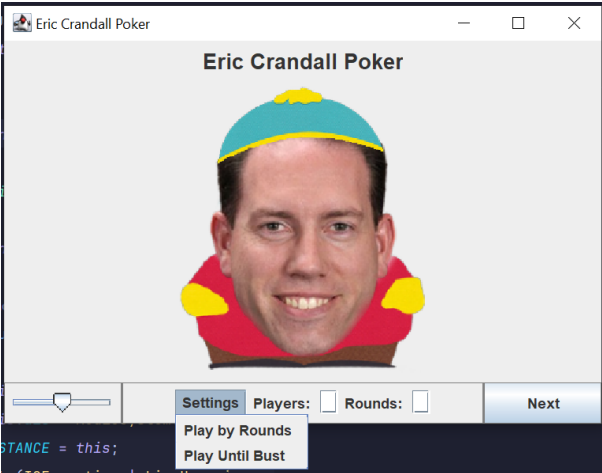 Eric Crandall Poker
Eric Crandall Poker
Settings Players: Rounds: Next
Play by Rounds
Play Until Bust
STANCE = this;